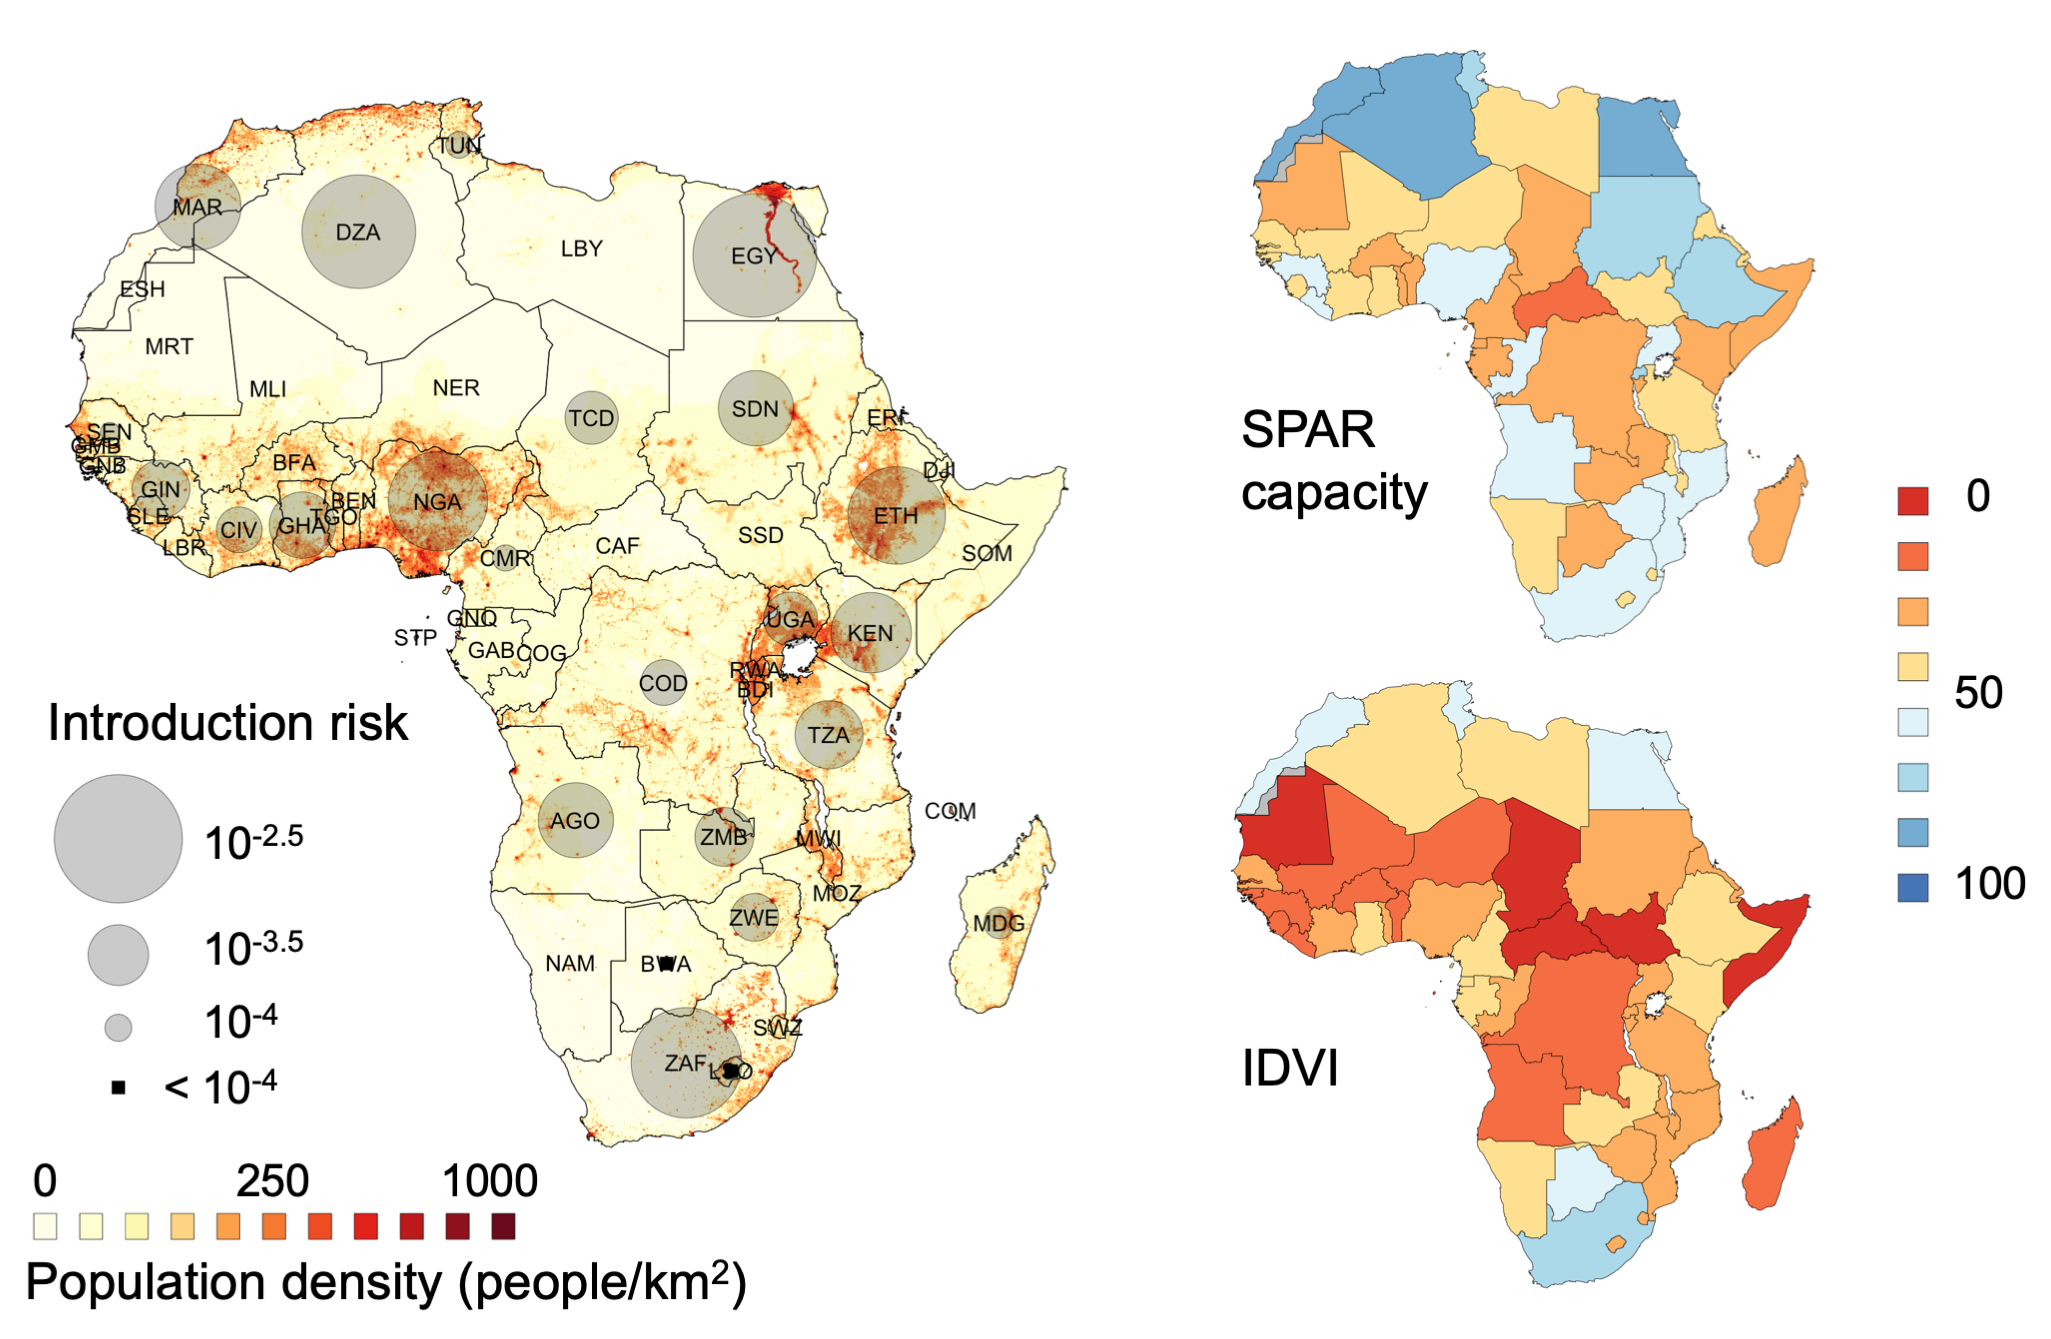 TUN
MAR
DZA
LBY
EGY
ESH
MRT
MLI
NER
TCD
SDN
ERI
SEN
GMB
GNB
GIN
SLE
LBR
CIV
BFA
GHA
TGO
BEN
NGA
CMR
CAF
SSD
ETH
DJI
SOM
GNQ
STP
GAB
COG
UGA
KEN
RWA
BDI
COD
TZA
AGO
ZMB
MWI
COM
MOZ
ZWE
MDG
NAM
BWA
SWZ
ZAF
LSO
Introduction risk
10-2.5
10-3.5
10-4
< 10-4
0 250 1000
Population density (people/km2)
SPAR
capacity
IDVI
0
50
100